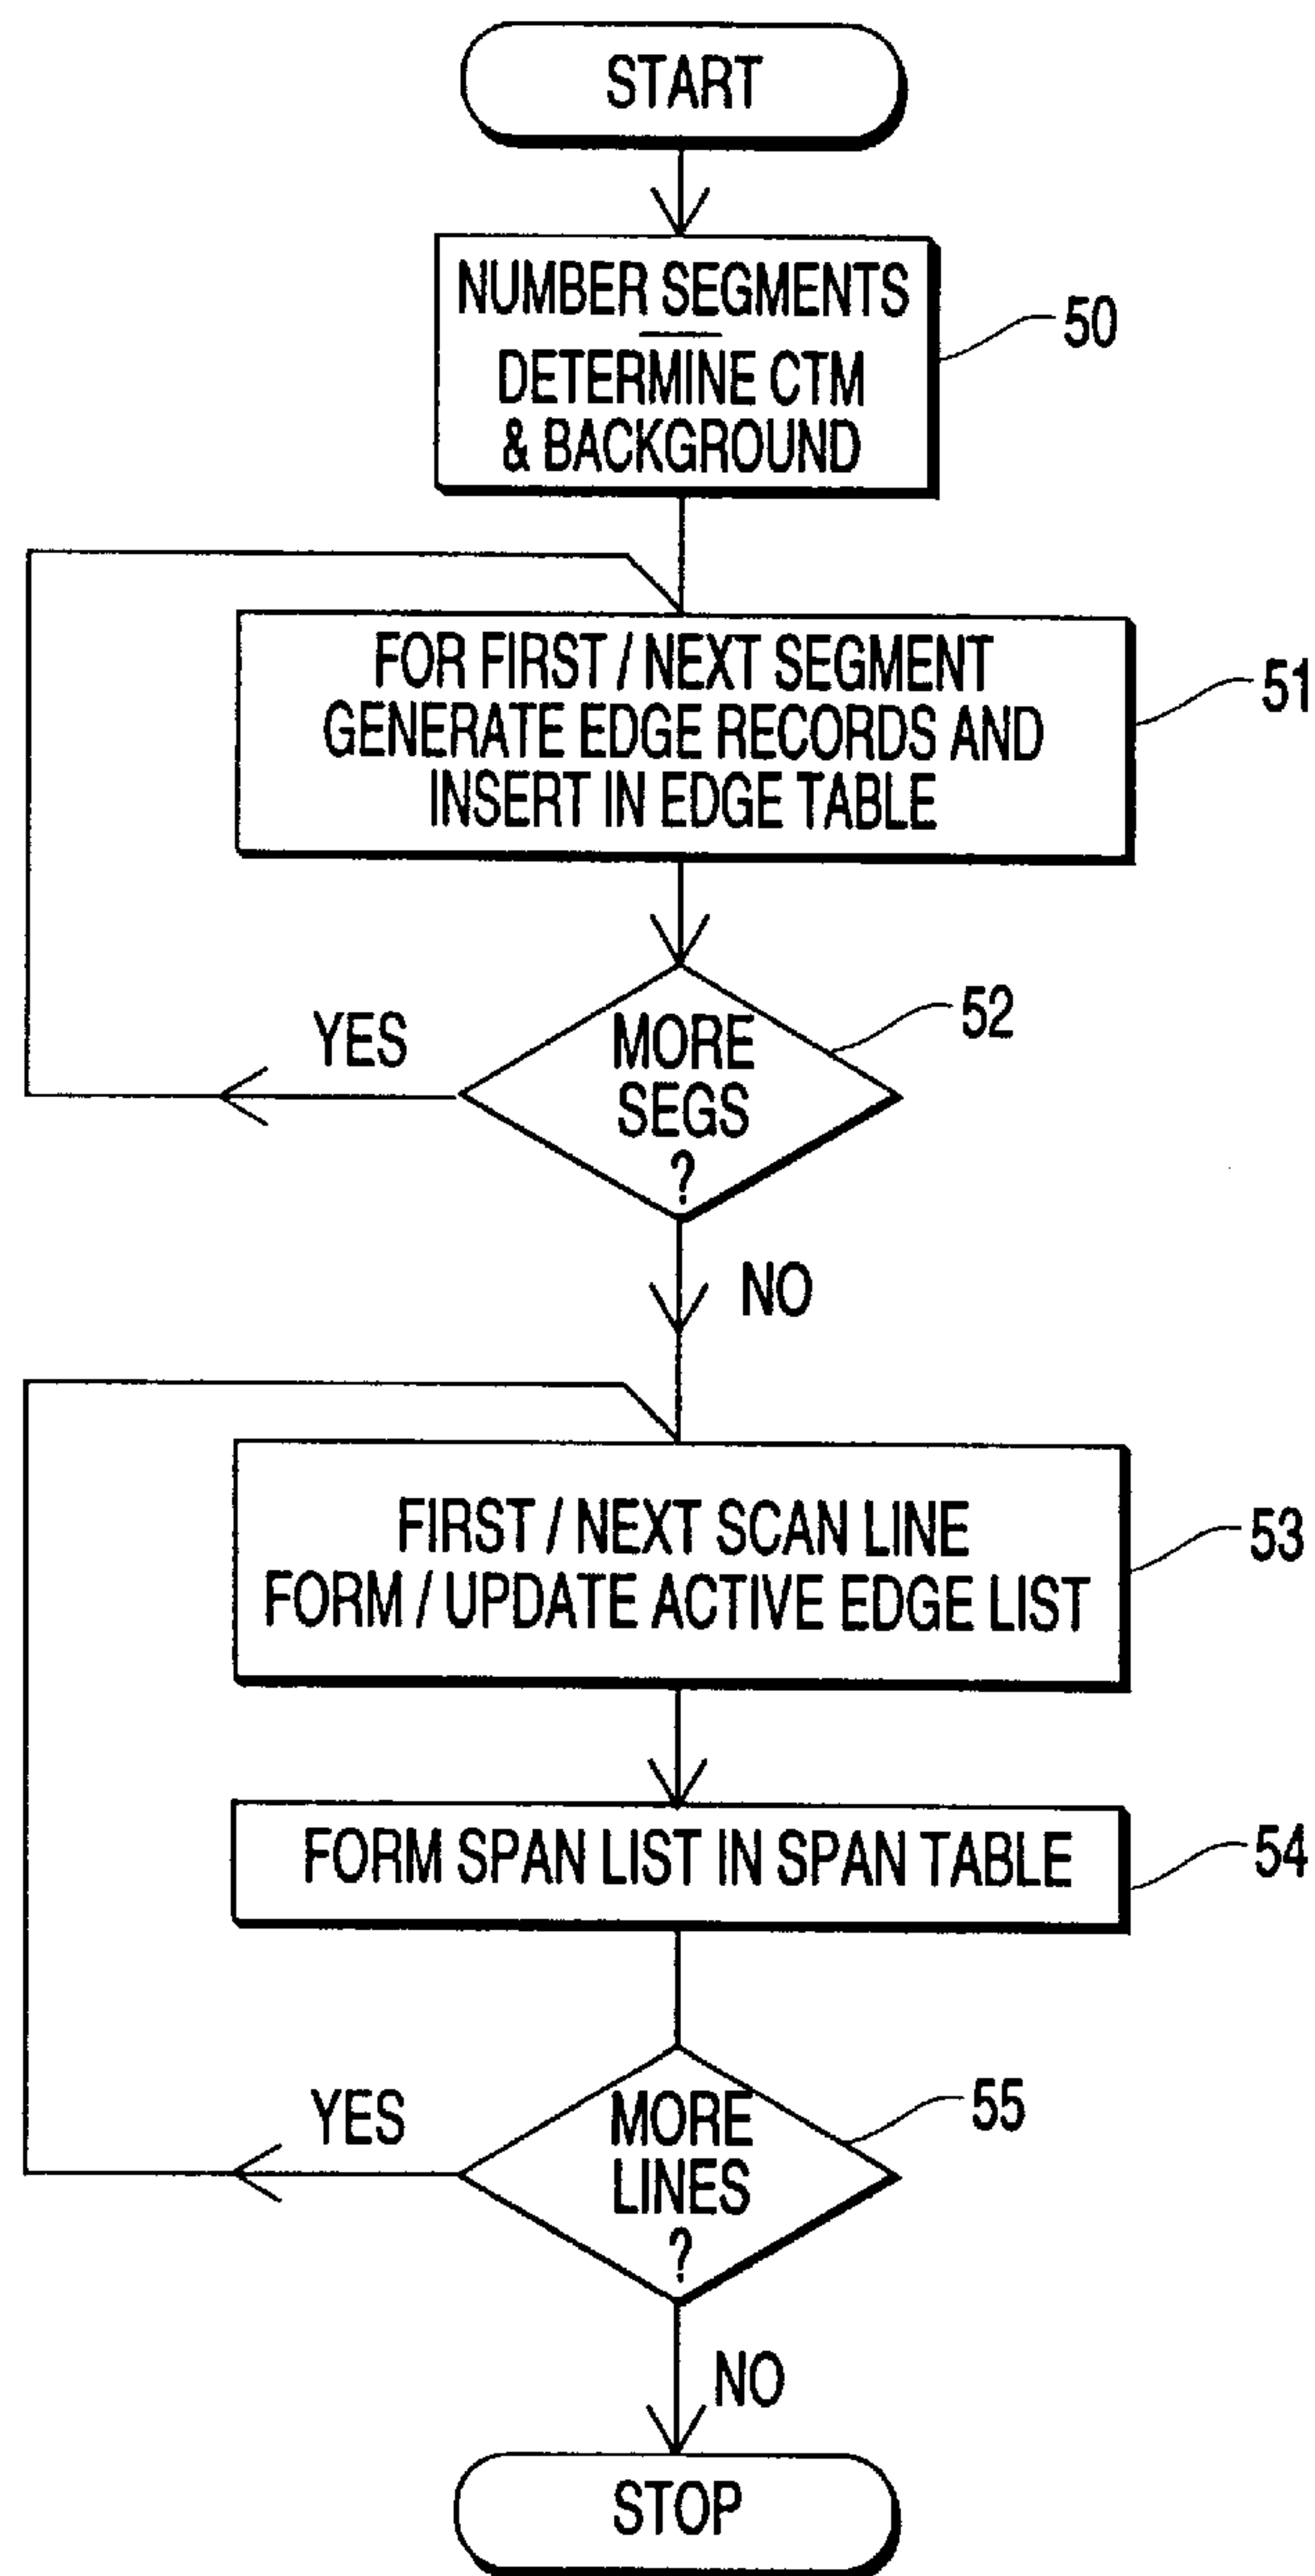 START
NUMBER SEGMENTS
DETERMINE CTM
& BACKGROUND
50
FOR FIRST / NEXT SEGMENT
GENERATE EDGE RECORDS AND
INSERT IN EDGE TABLE
51
MORE
SEGS
?
52
YES
NO
FIRST / NEXT SCAN LINE
FORM / UPDATE ACTIVE EDGE LIST
53
FORM SPAN LIST IN SPAN TABLE
54
MORE
LINES
?
55
YES
NO
STOP